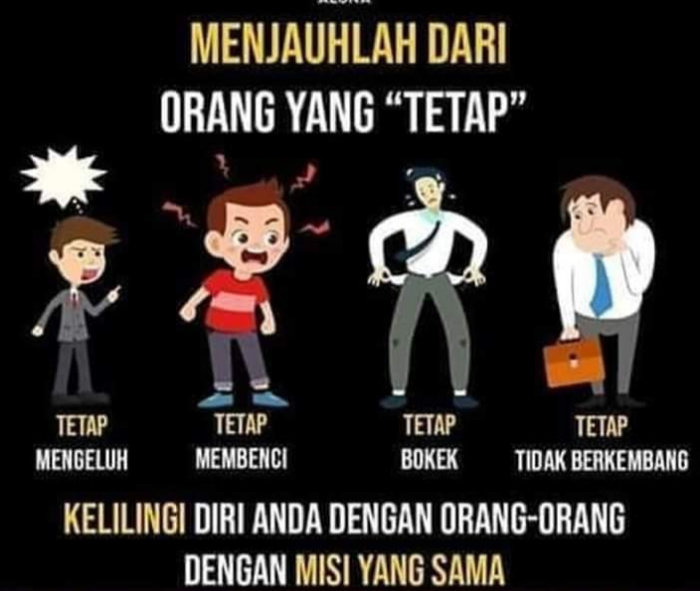 MENJAUHLAH DARI
ORANG YANG “TETAP”
TETAP
MENGELUH
TETAP
MEMBENCI
TETAP
BOKEK
TETAP
TIDAK BERKEMBANG
KELILINGI DIRI ANDA DENGAN ORANG-ORANG
DENGAN MISI YANG SAMA